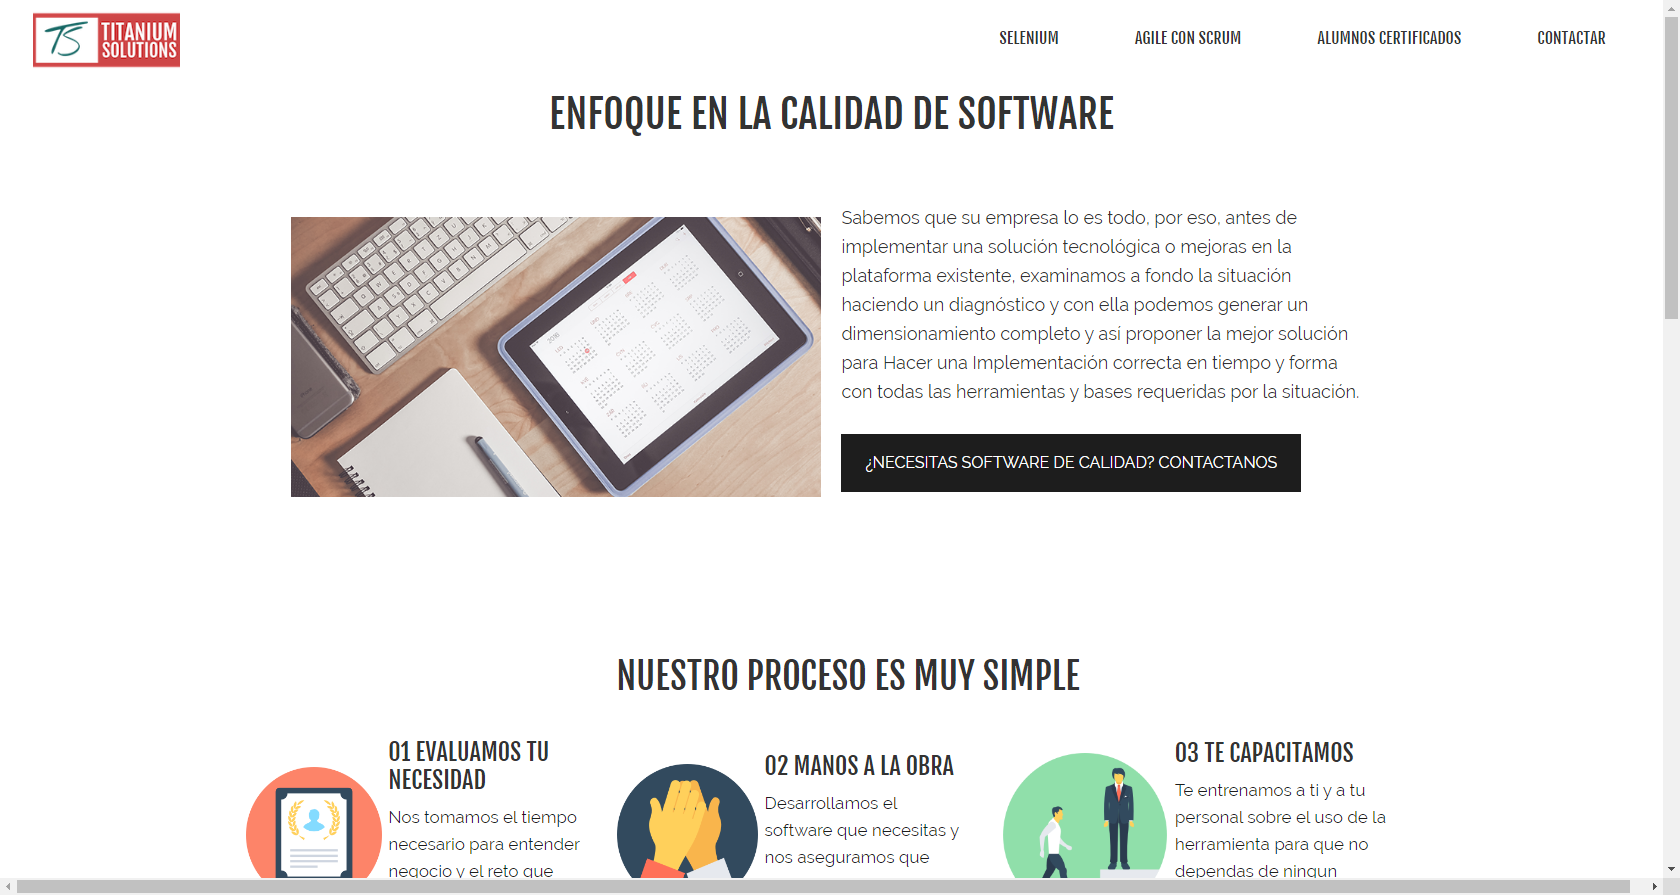 TS TITANIUM
SOLUTIONS
SELENIUM
AGILE CON SCRUM
ALUMNOS CERTIFICADOS
CONTACTAR
ENFOQUE EN LA CALIDAD DE SOFTWARE
Sabemos que su empresa lo es todo, por eso, antes de
implementar una solución tecnológica o mejoras en la
plataforma existente, examinamos a fondo la situación
haciendo un diagnóstico y con ella podemos generar un
dimensionamiento completo y así proponer la mejor solución
para Hacer una Implementación correcta en tiempo y forma
con todas las herramientas y bases requeridas por la situación.
¿NECESITAS SOFTWARE DE CALIDAD? CONTACTANOS
NUESTRO PROCESO ES MUY SIMPLE
01 EVALUAMOS TU
NECESIDAD
Nos tomamos el tiempo
necesario para entender
negocio y el reto que
02 MANOS A LA OBRA
Desarrollamos el
software que necesitas y
nos aseguramos que
03 TE CAPACITAMOS
Te entrenamos a ti y a tu
personal sobre el uso de la
herramienta para que no
dependas de ningun